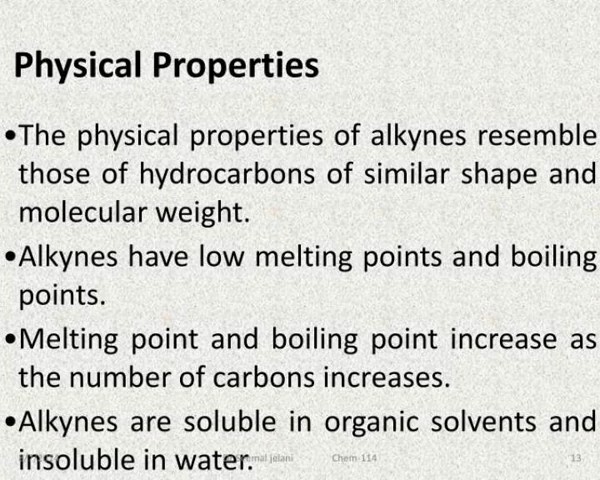 Physical Properties
•The physical properties of alkynes resemble
those of hydrocarbons of similar shape and
molecular weight.
•Alkynes have low melting points and boiling
points.
•Melting point and boiling point increase as
the number of carbons increases.
•Alkynes are soluble in organic solvents and
insoluble in water.
jelani Chem-114 13